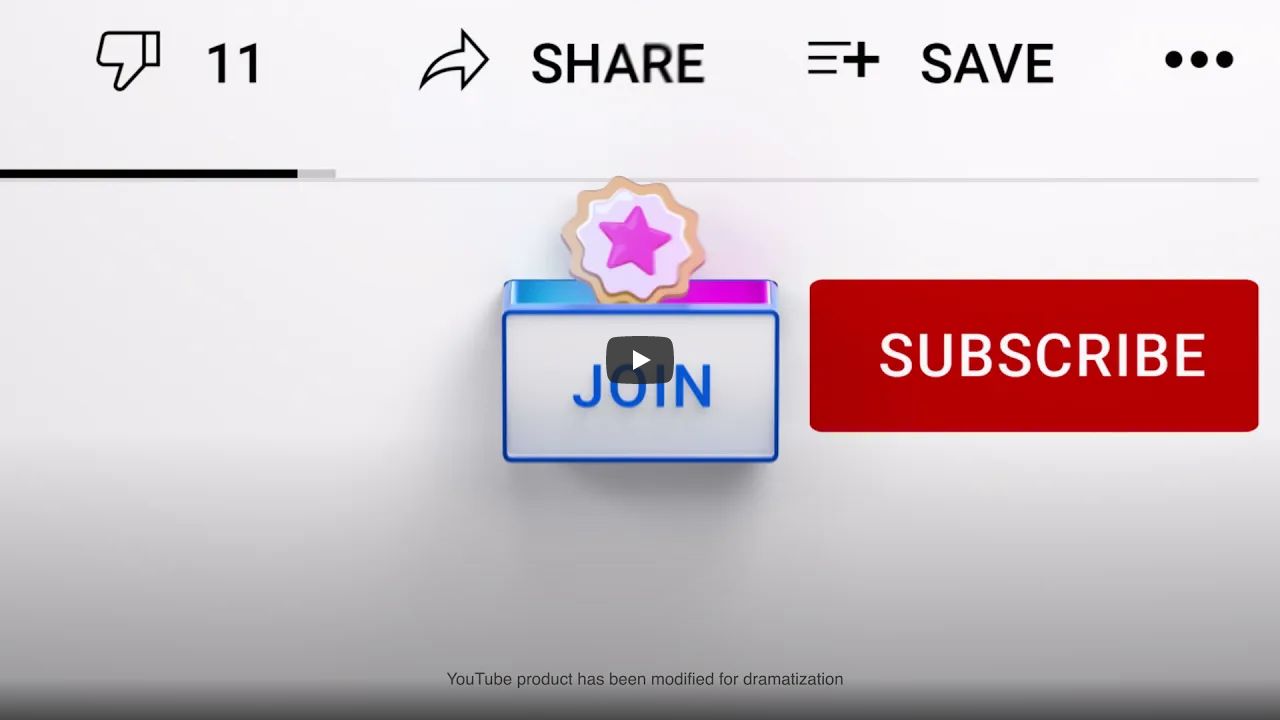 11 SHARE SAVE
JOIN SUBSCRIBE
YouTube product has been modified for dramatization